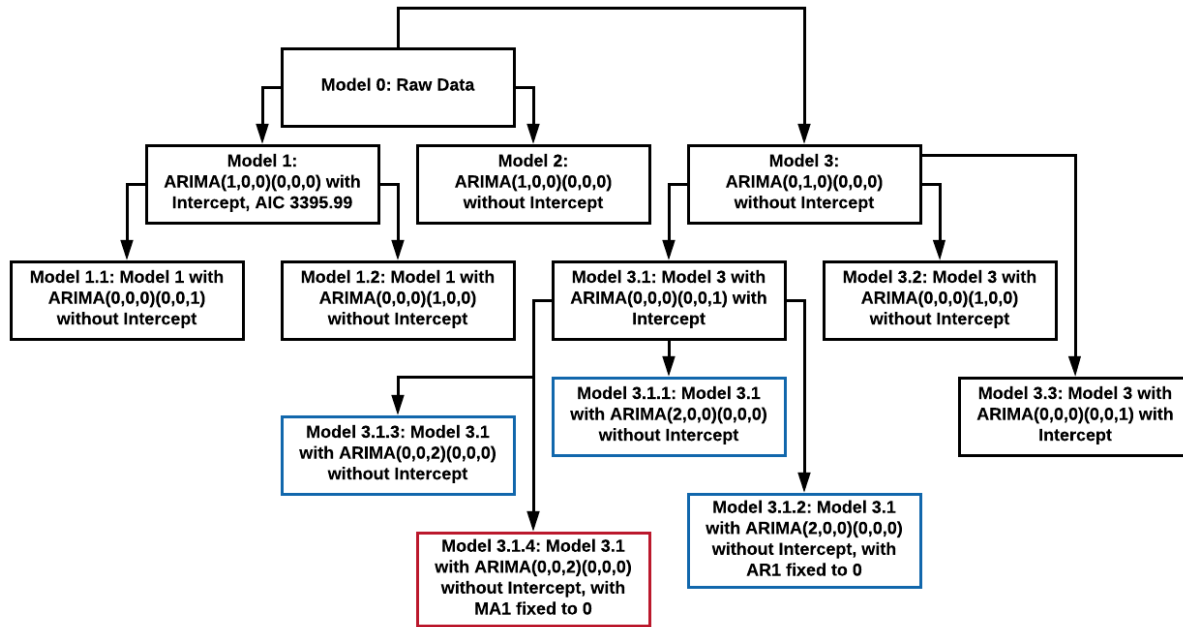 Model 0: Raw Data
Model 1:
ARIMA(1,0,0)(0,0,0) with
Intercept, AIC 3395.99
Model 2:
ARIMA(1,0,0)(0,0,0)
without Intercept
Model 3:
ARIMA(0,1,0)(0,0,0)
without Intercept
Model 1.1: Model 1 with
ARIMA(0,0,0)(0,0,1)
without Intercept
Model 1.2: Model 1 with
ARIMA(0,0,0)(1,0,0)
without Intercept
Model 3.1: Model 3 with
ARIMA(0,0,0)(0,0,1) with
Intercept
Model 3.2: Model 3 with
ARIMA(0,0,0)(1,0,0)
without Intercept
Model 3.1.3: Model 3.1
with ARIMA(0,0,2)(0,0,0)
without Intercept
Model 3.1.1: Model 3.1
with ARIMA(2,0,0)(0,0,0)
without Intercept
Model 3.3: Model 3 with
ARIMA(0,0,0)(0,0,1) with
Intercept
Model 3.1.4: Model 3.1
with ARIMA(0,0,2)(0,0,0)
without Intercept, with
MA1 fixed to 0
Model 3.1.2: Model 3.1
with ARIMA(2,0,0)(0,0,0)
without Intercept, with
AR1 fixed to 0